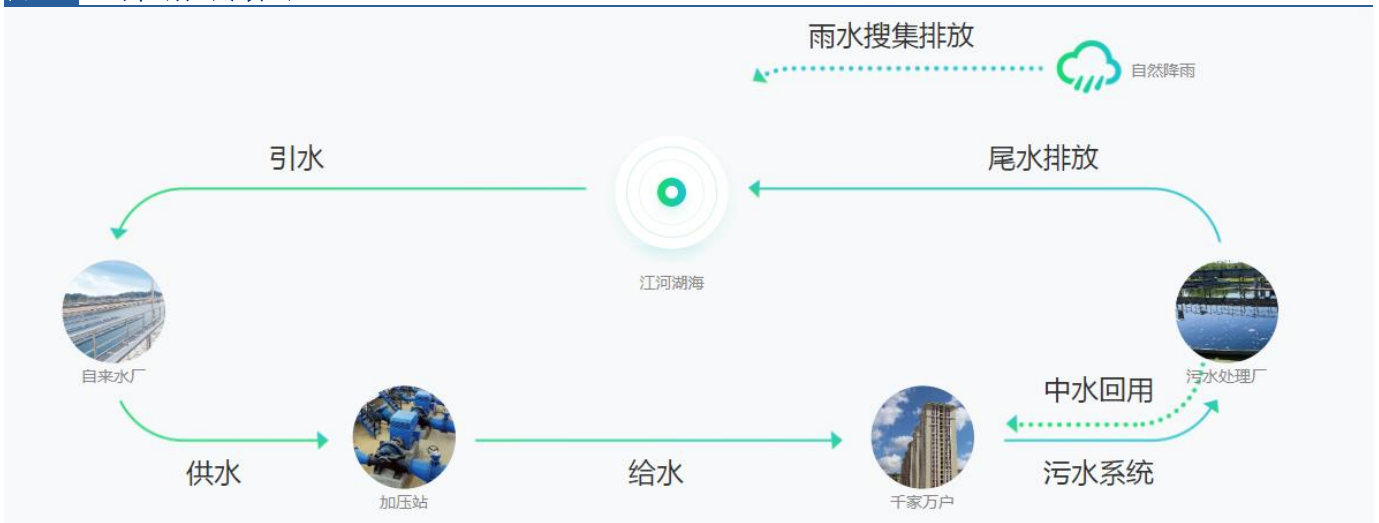 雨水搜集排放
自然降雨
引水
尾水排放
江河湖海
自来水厂
污水处理厂
中水回用
供水
加压站
给水
千家万户
污水系统